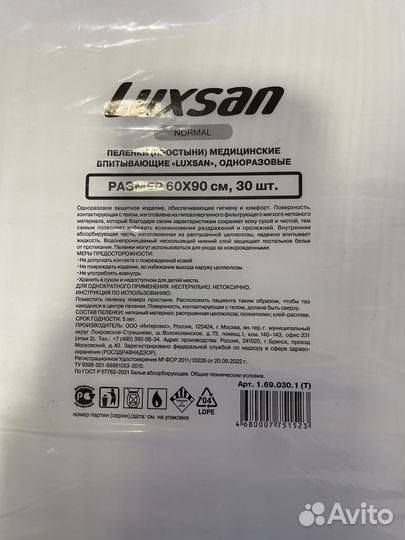 Luxsan
NORMAL
ПЕЛЕНКИ (ПРОСТЫНИ) МЕДИЦИНСКИЕ
ВПИТЫВАЮЩИЕ «LUXSAN», ОДНОРАЗОВЫЕ
РАЗМЕР 60X90 см, 30 шт.
Одноразовое защитное изделие, обеспечивающее гигиену и комфорт. Поверхность,
контактирующая с телом, изготовлена из гипоаллергенного фильтрующего мягкого нетканого
материала, который благодаря своим характеристикам сохраняет кожу сухой и чистой, тем
самым позволяет избежать возникновения раздражений и пролежней. Внутренняя
абсорбирующая часть, изготовленная из распушенной целлюлозы, надежно впитывает
жидкость. Водонепроницаемый нескользящий нижний слой защищает постельное белье
от протекания. Изделия могут использоваться для ухода за новорожденными.
МЕРЫ ПРЕДОСТОРОЖНОСТИ:
• Не допускать контакта с поврежденной кожей
• Не повреждать изделие, во избежание выхода наружу целлюлозы
• Не употреблять вовнутрь
• Хранить в сухом и недоступном для детей месте.
ДЛЯ ОДНОКРАТНОГО ПРИМЕНЕНИЯ. НЕСТЕРИЛЬНО. НЕТОКСИЧНО.
ИНСТРУКЦИЯ ПО ИСПОЛЬЗОВАНИЮ:
Поместить пеленку поверх простыни. Расположите пациента таким образом, чтобы таз
находился в центре пеленки. Поверхность, контактирующая с телом, должна быть сверху.
СОСТАВ ПЕЛЕНКИ: нетканый материал; распушенная целлюлоза; полиэтилен; клей-расплав.
СРОК ГОДНОСТИ: 5 лет.
ПРОИЗВОДИТЕЛЬ: ООО «Интертекс», Россия, 125424, г. Москва, вн. тер. г. муниципальный
округ Покровское-Стрешнево, ш. Волоколамское, д. 73, помещ. I, ком. 140–143, офис 331
(этаж 3). Тел.: +7 (495) 380-06-34. Адрес производства: Россия, г. Брянск, проезд
Московский, д. 40. Зарегистрировано в Федеральной службе по надзору в сфере здраво-
охранения (РОСЗДРАВНАДЗОР).
Регистрационное удостоверение № ФСР 2011/10226 от 20.09.2022 г.
ТУ 9398-001-68961053-2010.
По ГОСТ Р 57762-2021 Белье абсорбирующее. Общие технические условия.
Арт. 1.69.030.1 (Т)
04
LDPE
номер партии (серии)/дата: см. на упаковке
4 680007 751523
Avito